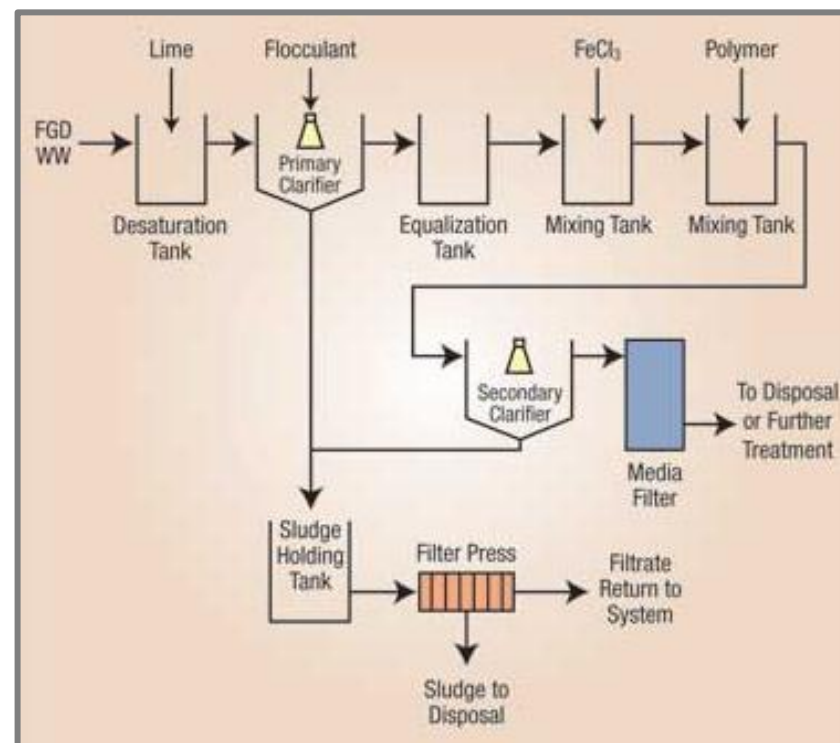 Lime
Flocculant
FeCl₃
Polymer
FGD
WW
Primary
Clarifier
Desaturation
Tank
Equalization
Tank
Mixing Tank
Mixing Tank
Secondary
Clarifier
To Disposal
or Further
Treatment
Media
Filter
Sludge
Holding
Tank
Filter Press
Filtrate
Return to
System
Sludge to
Disposal